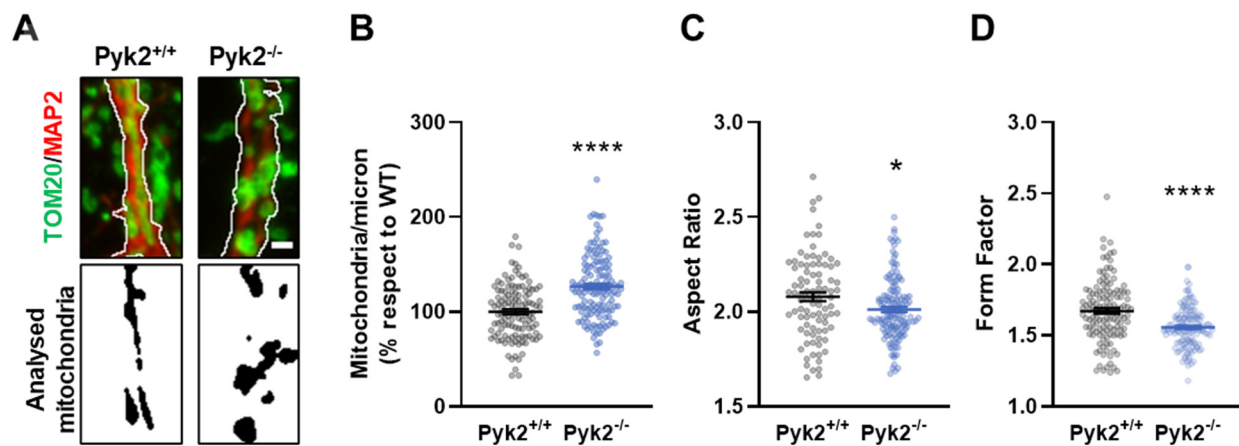 A
Pyk2+/+ Pyk2-/-
TOM20/MAP2
Analysed
mitochondria
B
Mitochondria/micron
(% respect to WT)
300
200
100
0
****
Pyk2+/+ Pyk2-/-
C
Aspect Ratio
3.0
2.5
2.0
1.5
*
Pyk2+/+ Pyk2-/-
D
Form Factor
3.0
2.5
2.0
1.5
1.0
****
Pyk2+/+ Pyk2-/-